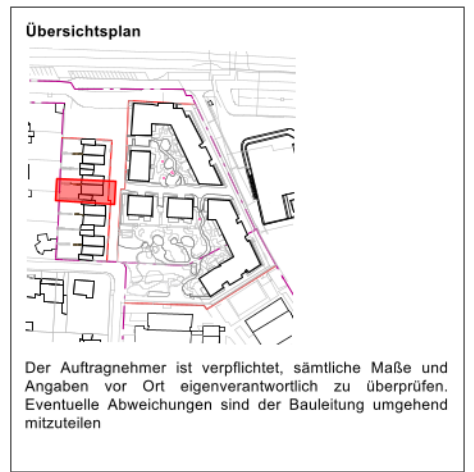 Übersichtsplan
Der Auftragnehmer ist verpflichtet, sämtliche Maße und
Angaben vor Ort eigenverantwortlich zu überprüfen.
Eventuelle Abweichungen sind der Bauleitung umgehend
mitzuteilen